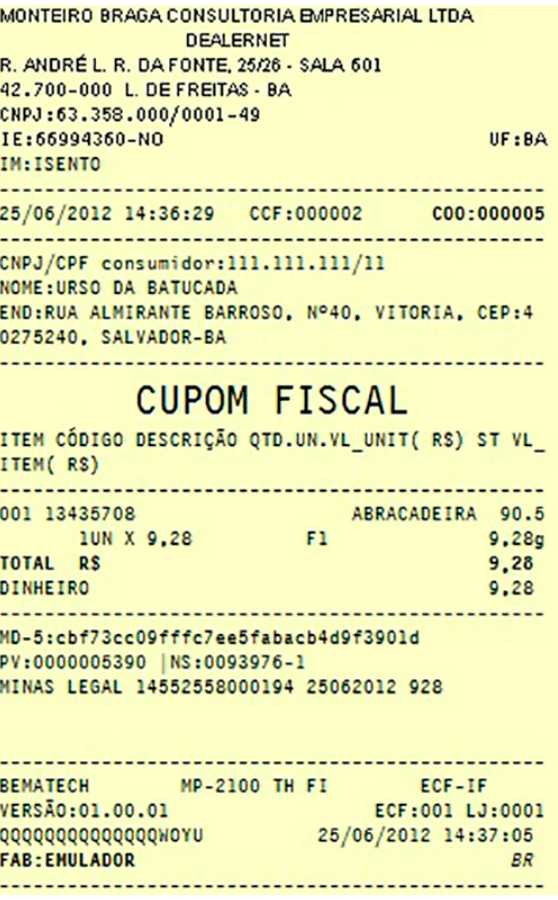 MONTEIRO BRAGA CONSULTORIA EMPRESARIAL LTDA
DEALERNET
R. ANDRÉ L. R. DA FONTE, 25/26 - SALA 601
42.700-000 L. DE FREITAS - BA
CNPJ:63.358.000/0001-49
IE:66994360-NO UF:BA
IM:ISENTO
25/06/2012 14:36:29 CCF:000002 COO:000005
CNPJ/CPF consumidor:111.111.111/11
NOME:URSO DA BATUCADA
END:RUA ALMIRANTE BARROSO, Nº40, VITORIA, CEP:4
0275240, SALVADOR-BA
CUPOM FISCAL
ITEM CÓDIGO DESCRIÇÃO QTD.UN.VL_UNIT( R$) ST VL_
ITEM( R$)
001 13435708 ABRACADEIRA 90.5
1UN X 9,28 F1 9,28g
TOTAL R$ 9,28
DINHEIRO 9,28
MD-5:cbf73cc09fffc7ee5fabacb4d9f3901d
PV:0000005390 |NS:0093976-1
MINAS LEGAL 14552558000194 25062012 928
BEMATECH MP-2100 TH FI ECF-IF
VERSÃO:01.00.01 ECF:001 LJ:0001
QQQQQQQQQQQQQQWOYU 25/06/2012 14:37:05
FAB:EMULADOR BR